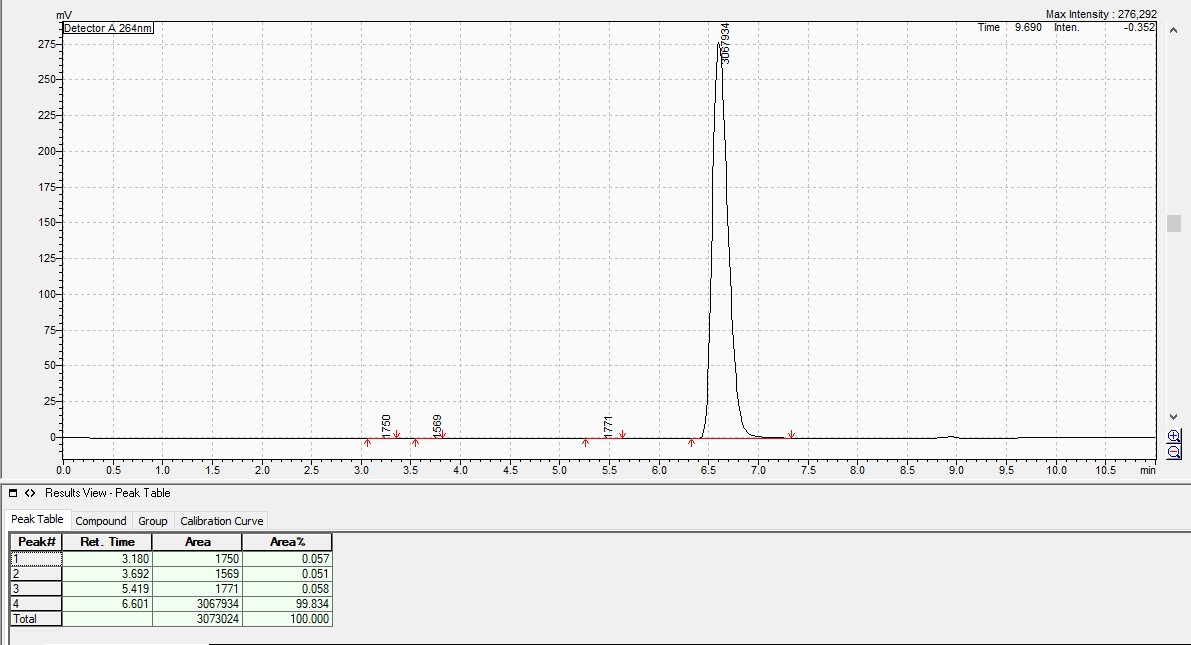 mV
Max Intensity : 276,292
Detector A 264nm
Time 9.690 Inten. -0.352
3067934
275
250
225
200
175
150
125
100
75
50
25
0
1750
1569
1771
0.0 0.5 1.0 1.5 2.0 2.5 3.0 3.5 4.0 4.5 5.0 5.5 6.0 6.5 7.0 7.5 8.0 8.5 9.0 9.5 10.0 10.5 min
Results View - Peak Table
Peak Table Compound Group Calibration Curve
Peak# Ret. Time Area Area%
1 3.180 1750 0.057
2 3.692 1569 0.051
3 5.419 1771 0.058
4 6.601 3067934 99.834
Total 3073024 100.000